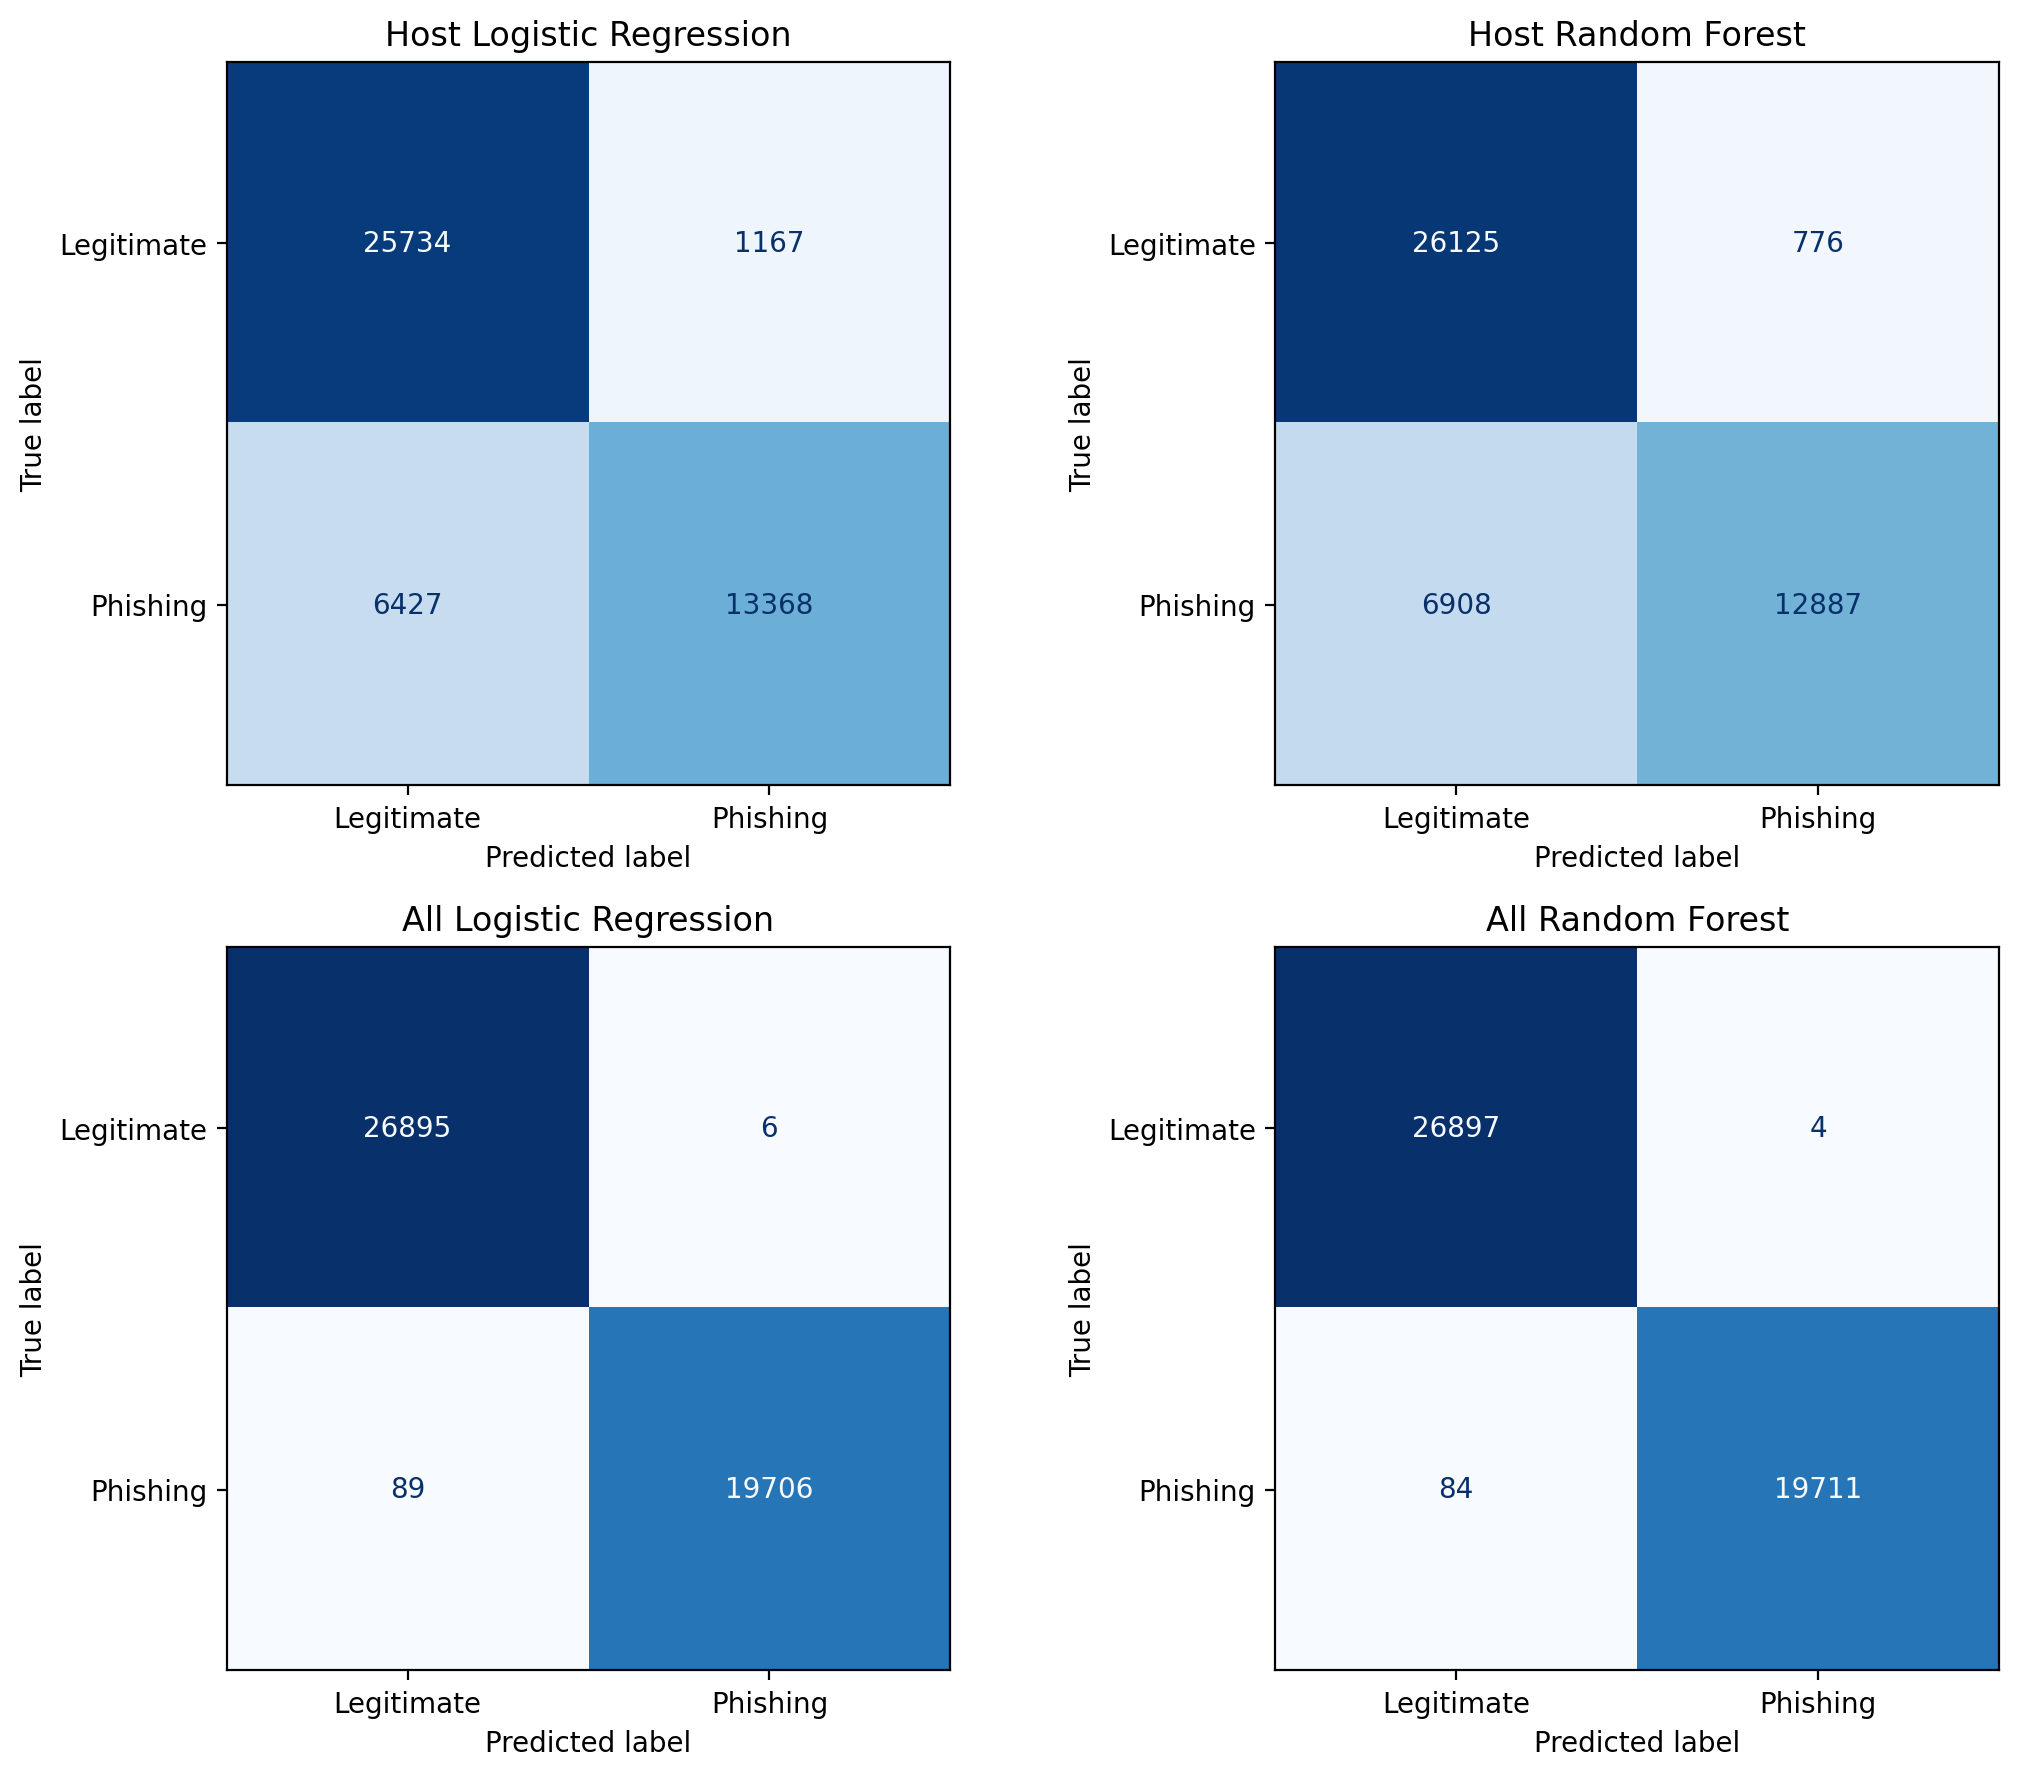 Host Logistic Regression
True label
Legitimate
25734
1167
Phishing
6427
13368
Legitimate
Phishing
Predicted label
Host Random Forest
True label
Legitimate
26125
776
Phishing
6908
12887
Legitimate
Phishing
Predicted label
All Logistic Regression
True label
Legitimate
26895
6
Phishing
89
19706
Legitimate
Phishing
Predicted label
All Random Forest
True label
Legitimate
26897
4
Phishing
84
19711
Legitimate
Phishing
Predicted label